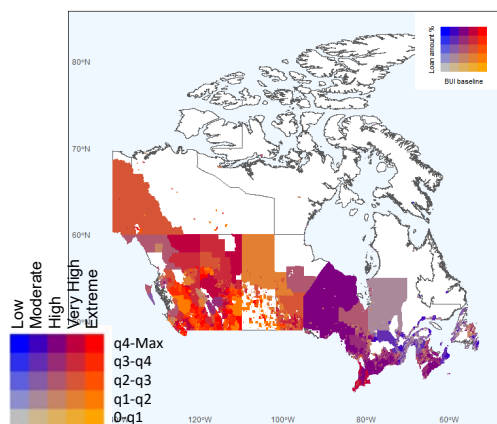 80°N
Loan amount %
BUI baseline
70°N
60°N
Low
Moderate
High
Very High
Extreme
q4-Max
q3-q4
q2-q3
q1-q2
0-q1
120°W
100°W
80°W
60°W